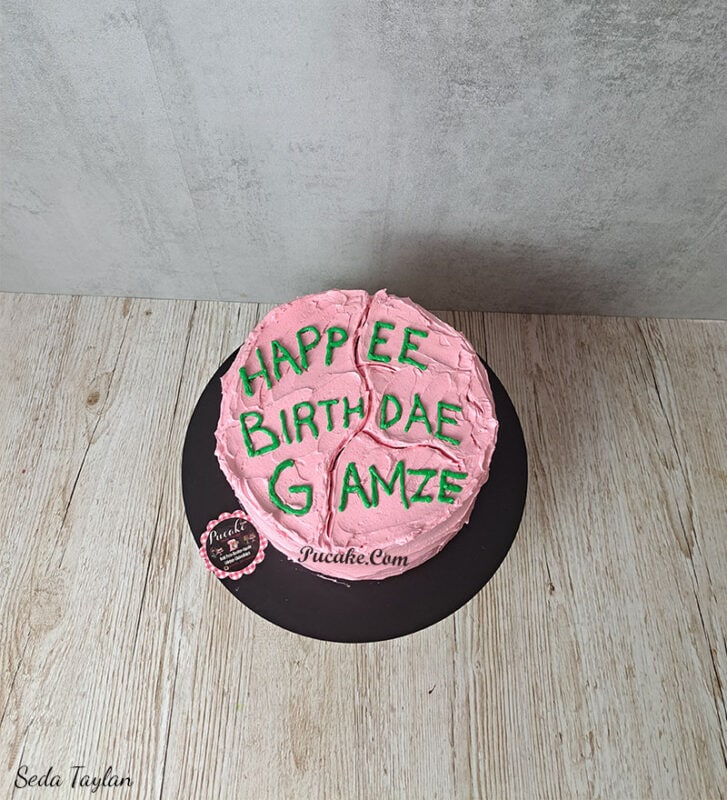 HAPPEE
BIRTHDAE
GAMZE
Pucake
Pucake.Com
Seda Taylan